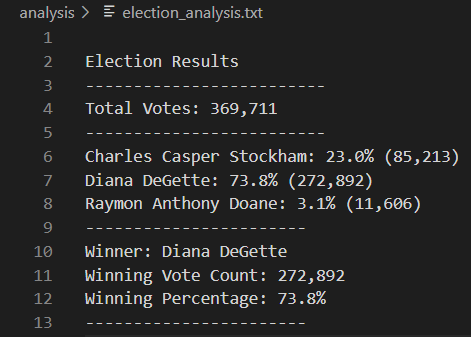 analysis > election_analysis.txt
1
2 Election Results
3 -------------------------
4 Total Votes: 369,711
5 -------------------------
6 Charles Casper Stockham: 23.0% (85,213)
7 Diana DeGette: 73.8% (272,892)
8 Raymon Anthony Doane: 3.1% (11,606)
9 -----------------------
10 Winner: Diana DeGette
11 Winning Vote Count: 272,892
12 Winning Percentage: 73.8%
13 -----------------------